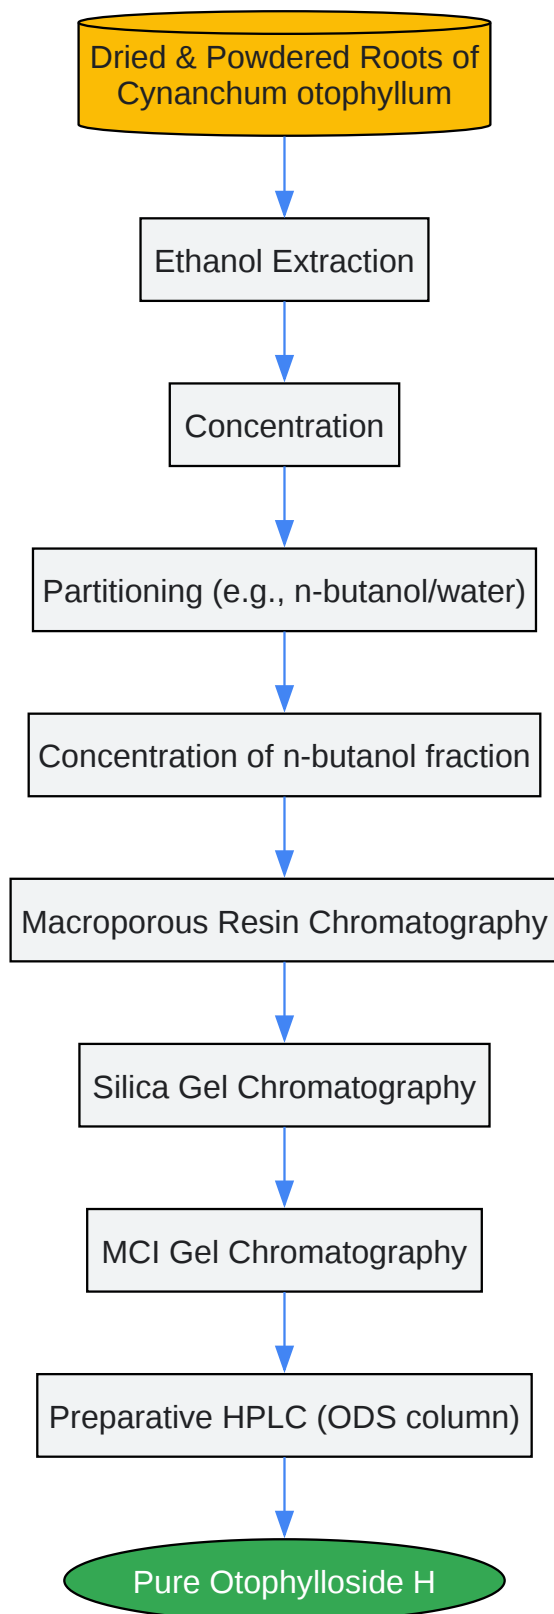 Dried & Powdered Roots of
Cynanchum otophyllum
Ethanol Extraction
Concentration
Partitioning (e.g., n-butanol/water)
Concentration of n-butanol fraction
Macroporous Resin Chromatography
Silica Gel Chromatography
MCI Gel Chromatography
Preparative HPLC (ODS column)
Pure Otophylloside H